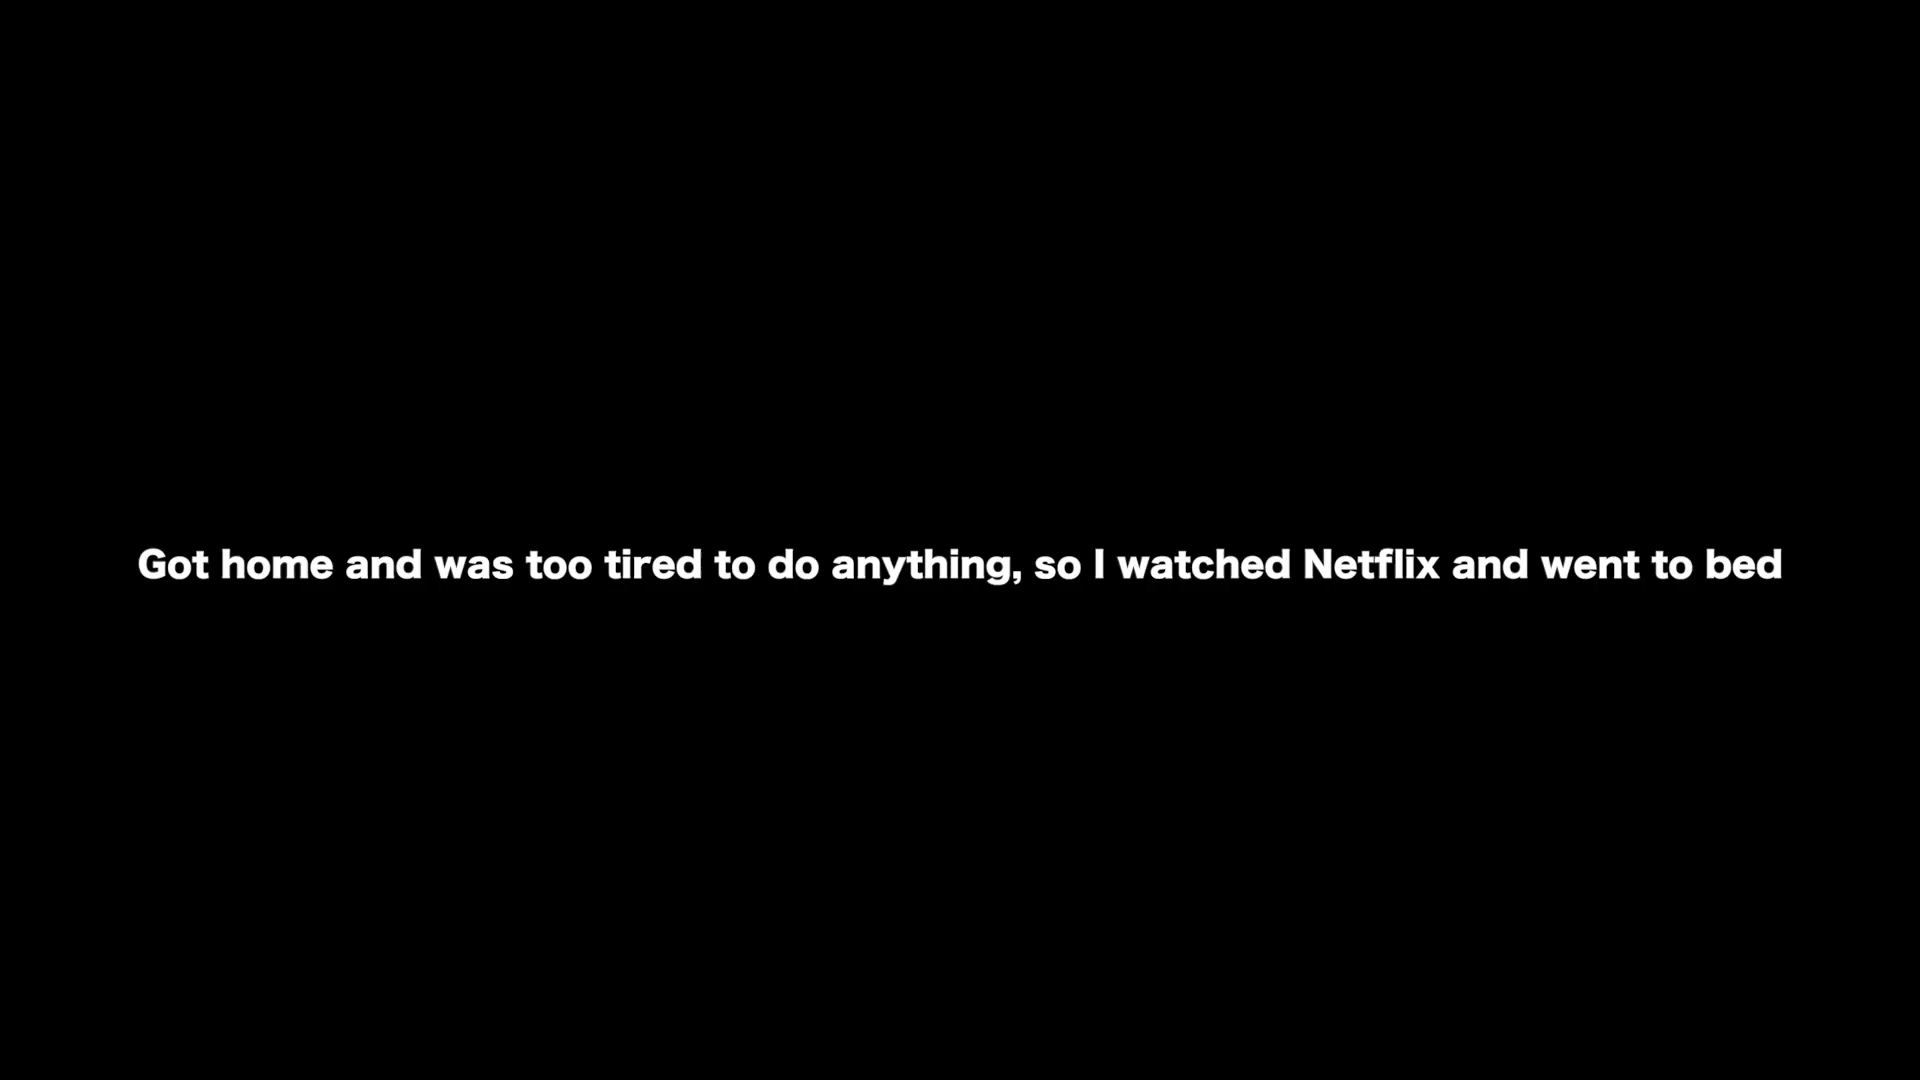 Got home and was too tired to do anything, so I watched Netflix and went to bed